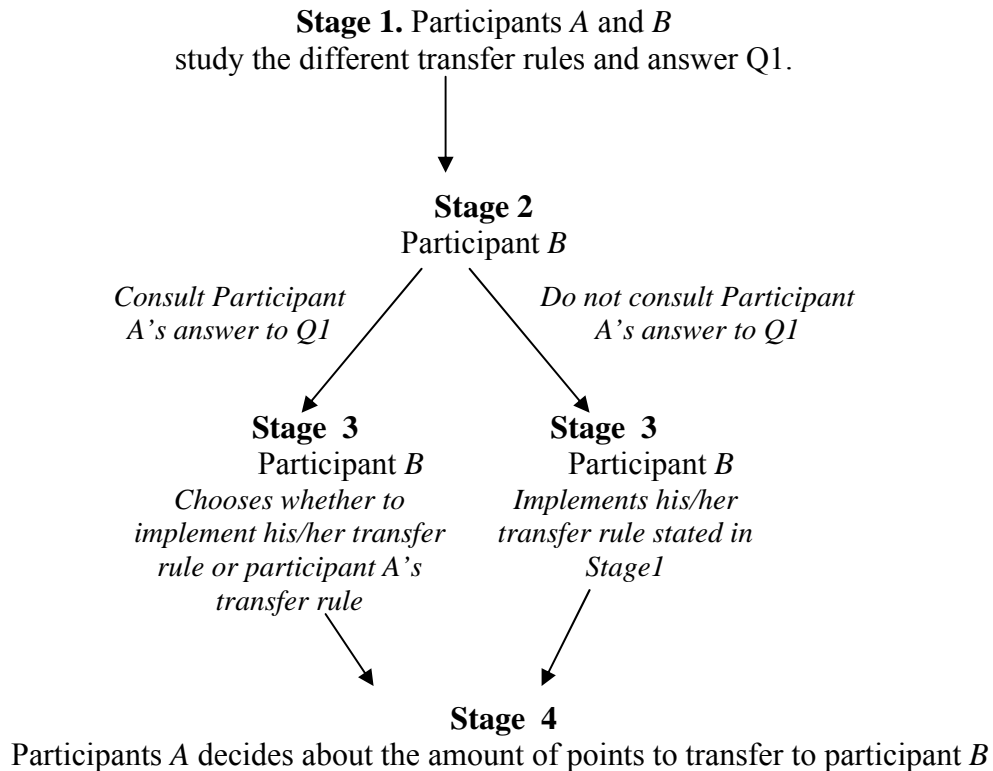 Stage 1. Participants A and B
study the different transfer rules and answer Q1.
Stage 2
Participant B
Consult Participant
A's answer to Q1
Do not consult Participant
A's answer to Q1
Stage 3
Participant B
Chooses whether to
implement his/her transfer
rule or participant A's
transfer rule
Stage 3
Participant B
Implements his/her
transfer rule stated in
Stage1
Stage 4
Participants A decides about the amount of points to transfer to participant B